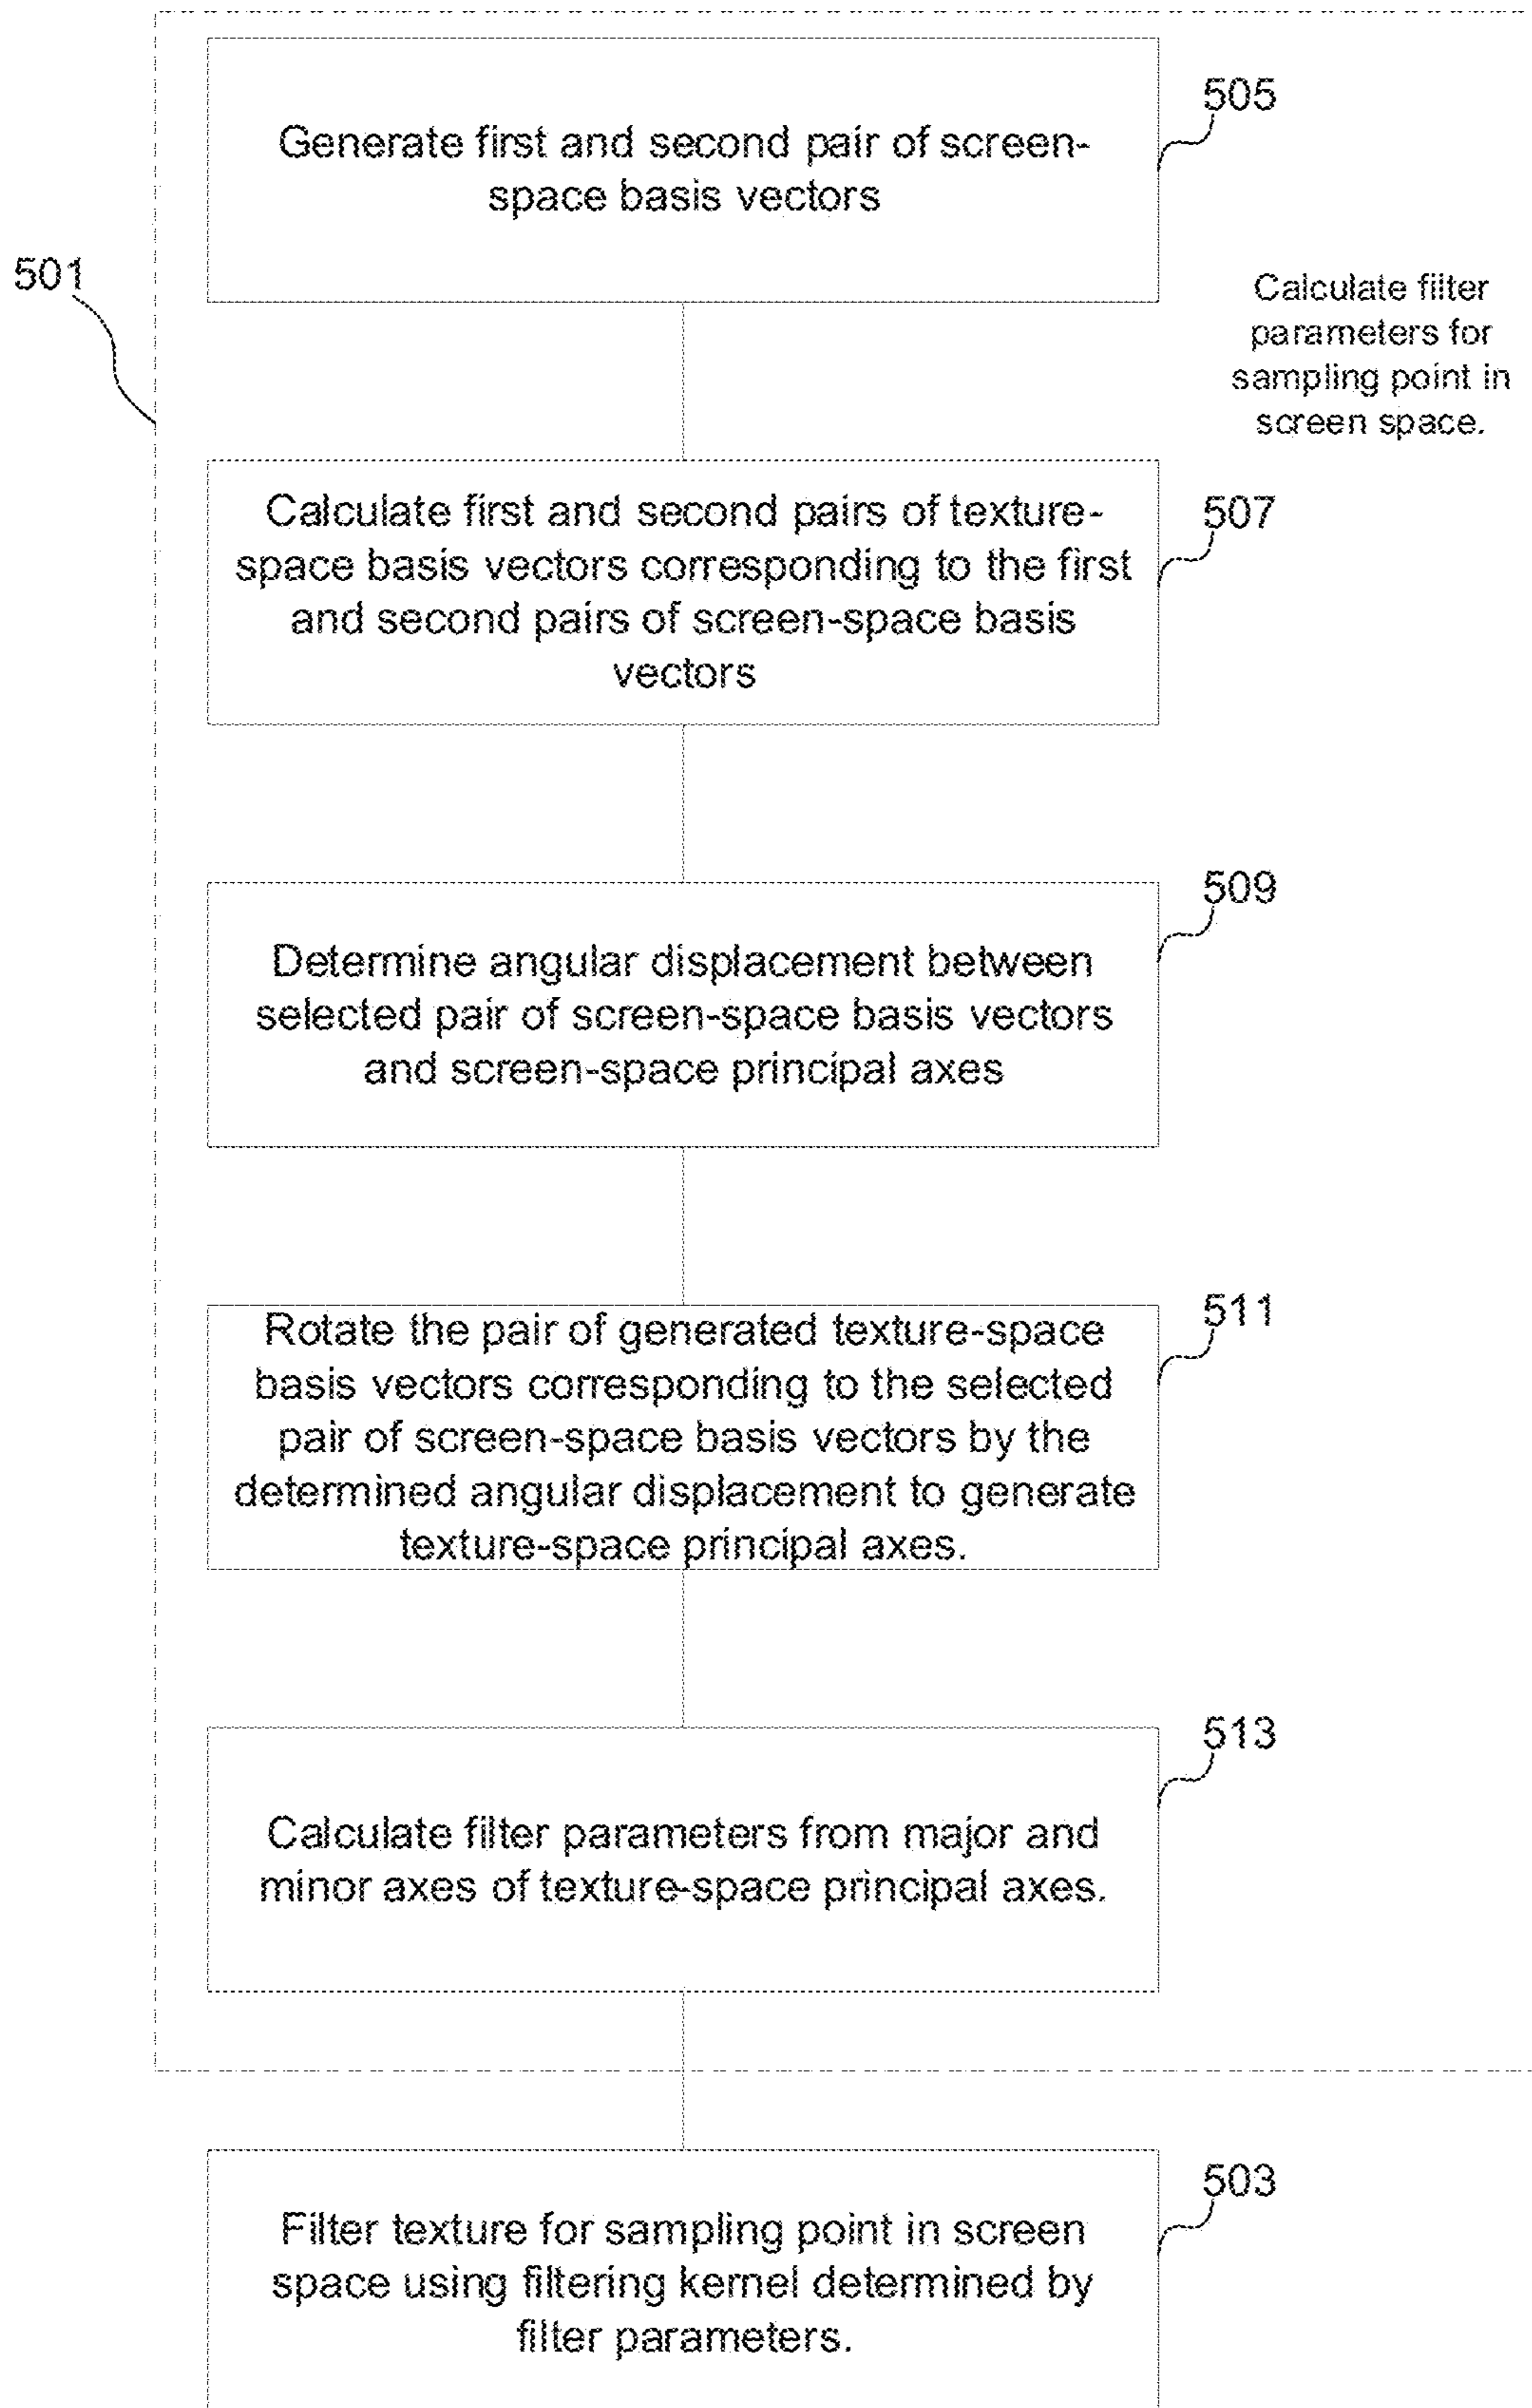 505
Generate first and second pair of screen-
space basis vectors
501
Calculate filter
parameters for
sampling point in
screen space.
Calculate first and second pairs of texture-
space basis vectors corresponding to the first
and second pairs of screen-space basis
vectors
507
509
Determine angular displacement between
selected pair of screen-space basis vectors
and screen-space principal axes
511
Rotate the pair of generated texture-space
basis vectors corresponding to the selected
pair of screen-space basis vectors by the
determined angular displacement to generate
texture-space principal axes.
513
Calculate filter parameters from major and
minor axes of texture-space principal axes.
503
Filter texture for sampling point in screen
space using filtering kernel determined by
filter parameters.